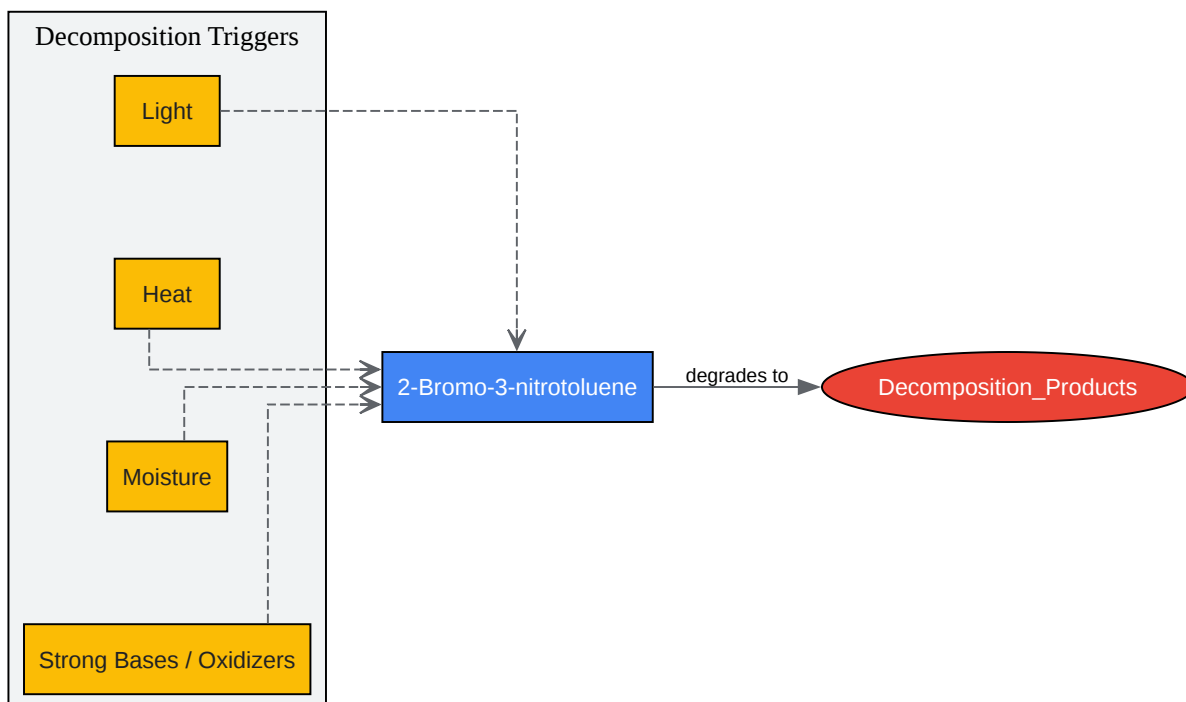 Decomposition Triggers
Light
Heat
2-Bromo-3-nitrotoluene
degrades to
Decomposition_Products
Moisture
Strong Bases / Oxidizers